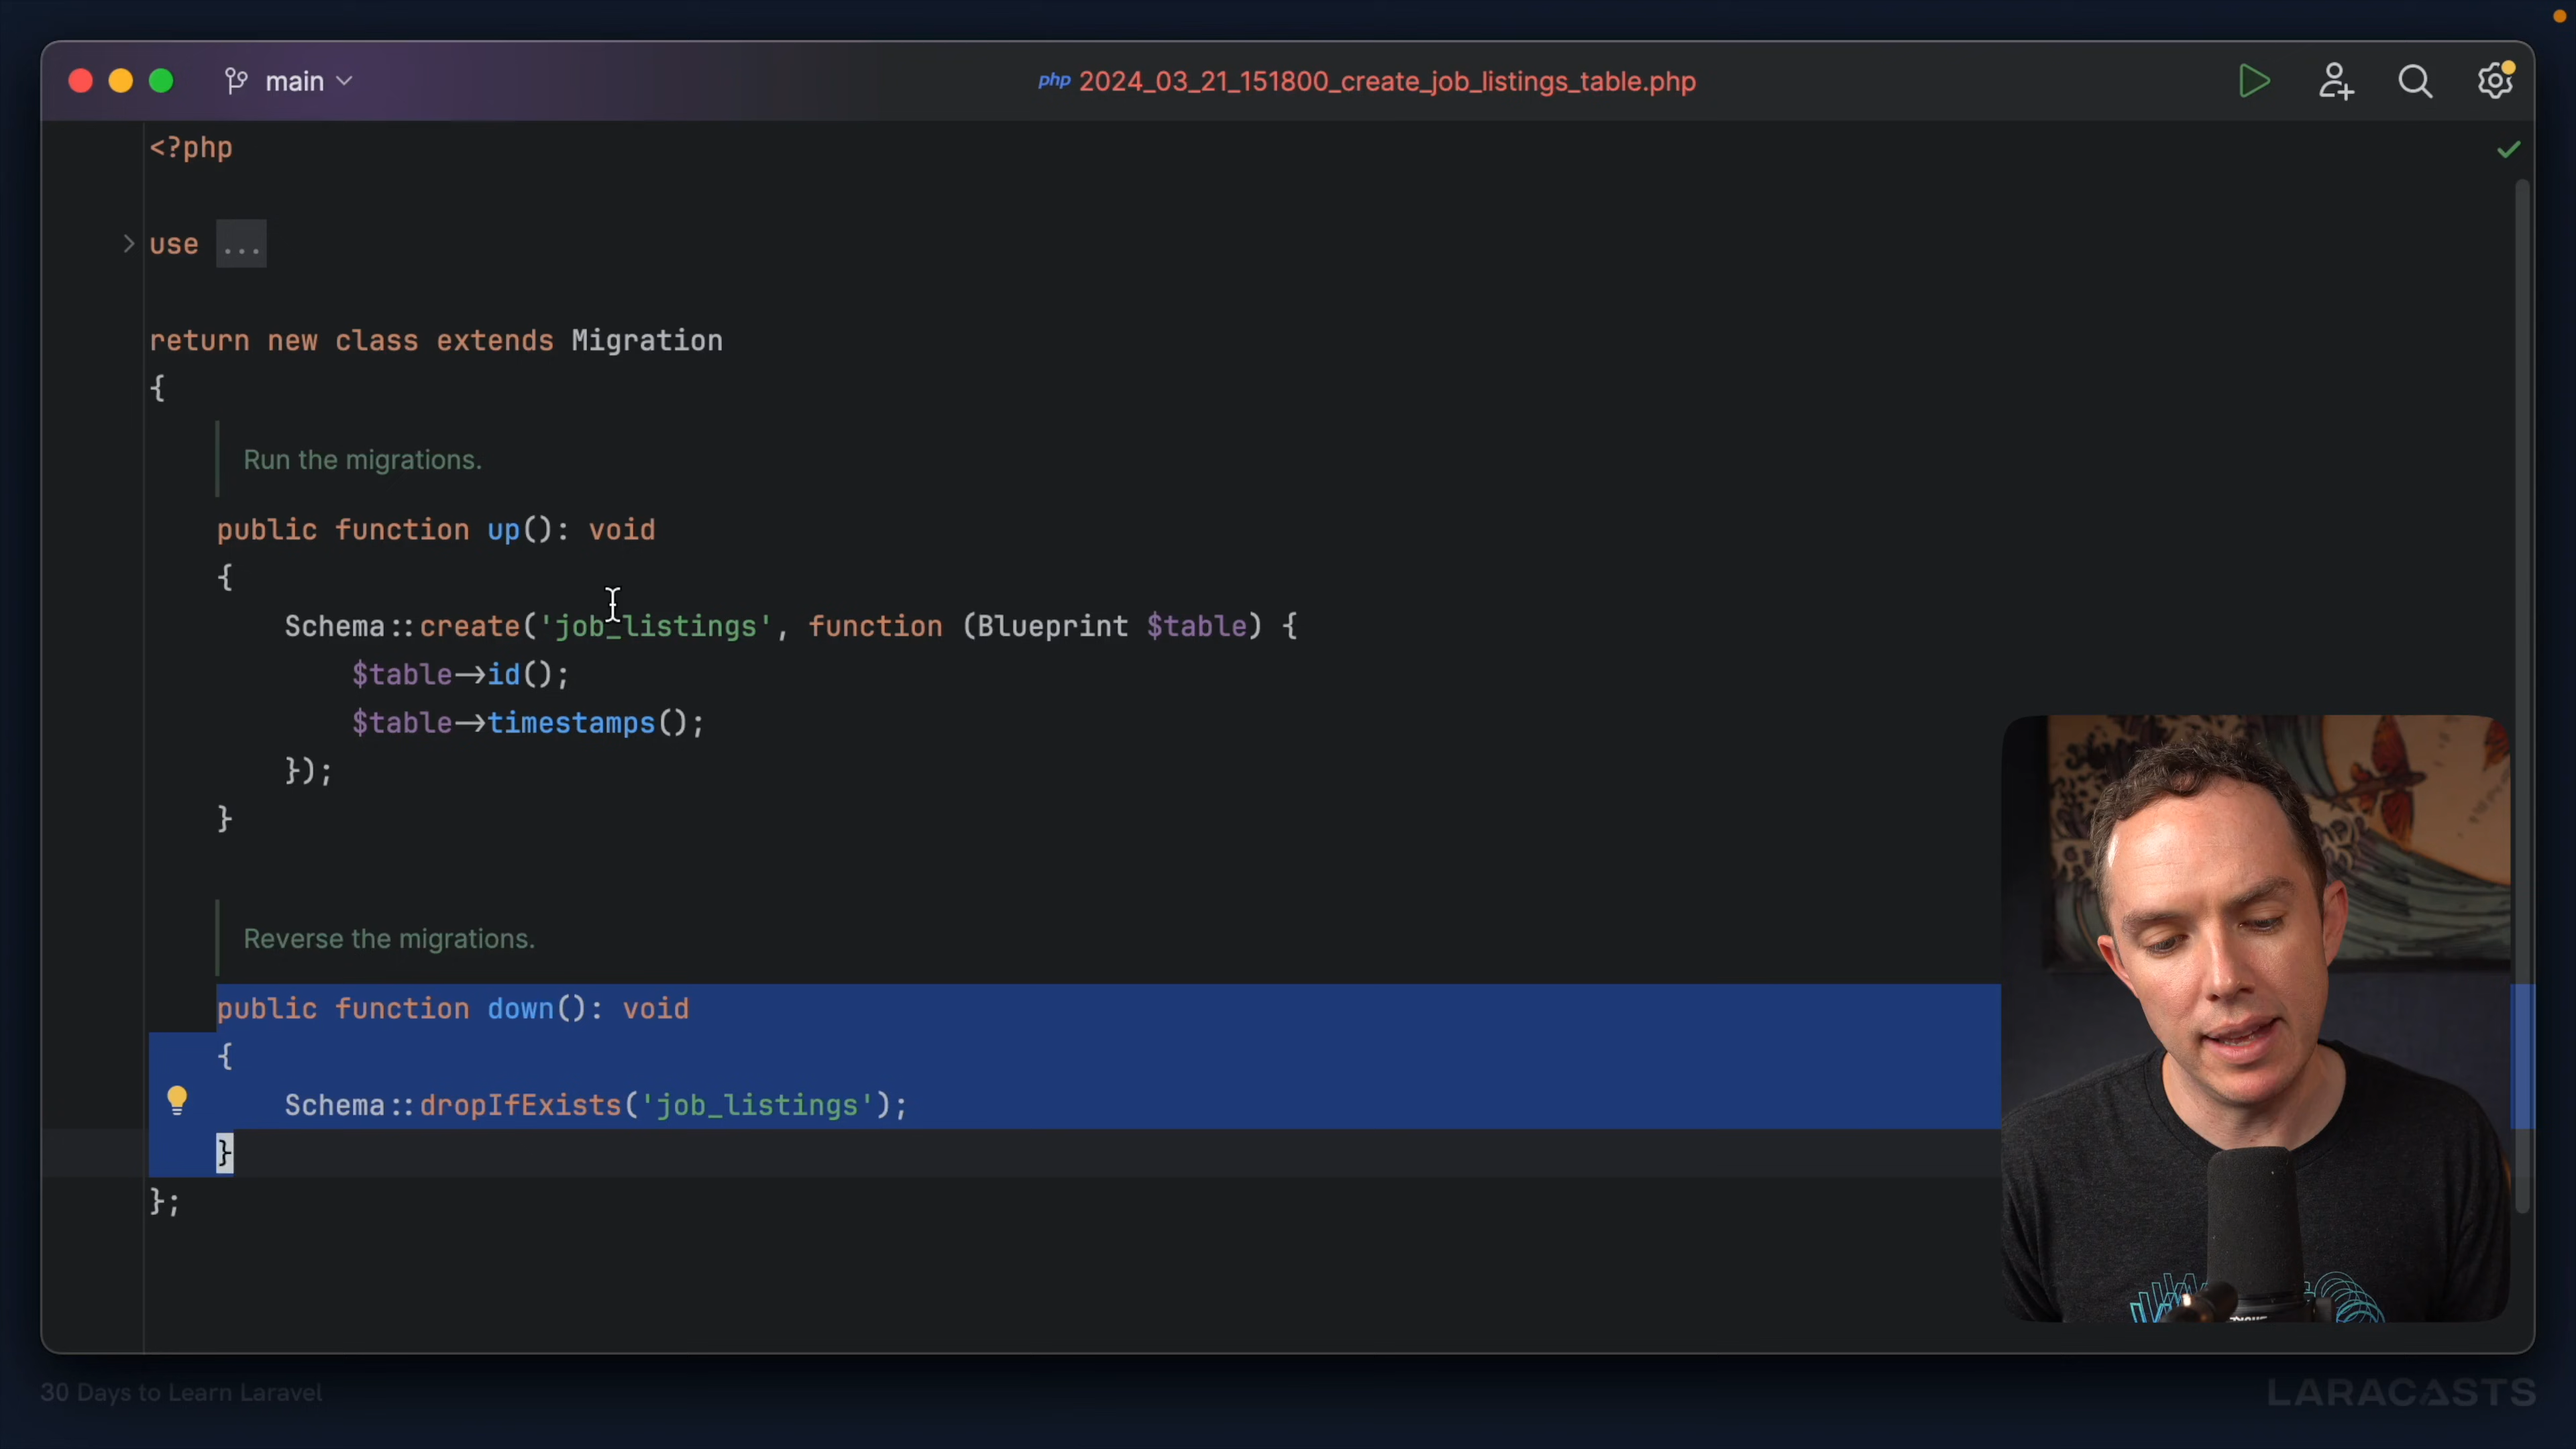 main
php 2024_03_21_151800_create_job_listings_table.php
<?php
use ...
return new class extends Migration
{
Run the migrations.
public function up(): void
{
Schema::create('job_listings', function (Blueprint $table) {
$table->id();
$table->timestamps();
});
}
Reverse the migrations.
public function down(): void
{
Schema::dropIfExists('job_listings');
}
};
30 Days to Learn Laravel
LARACASTS